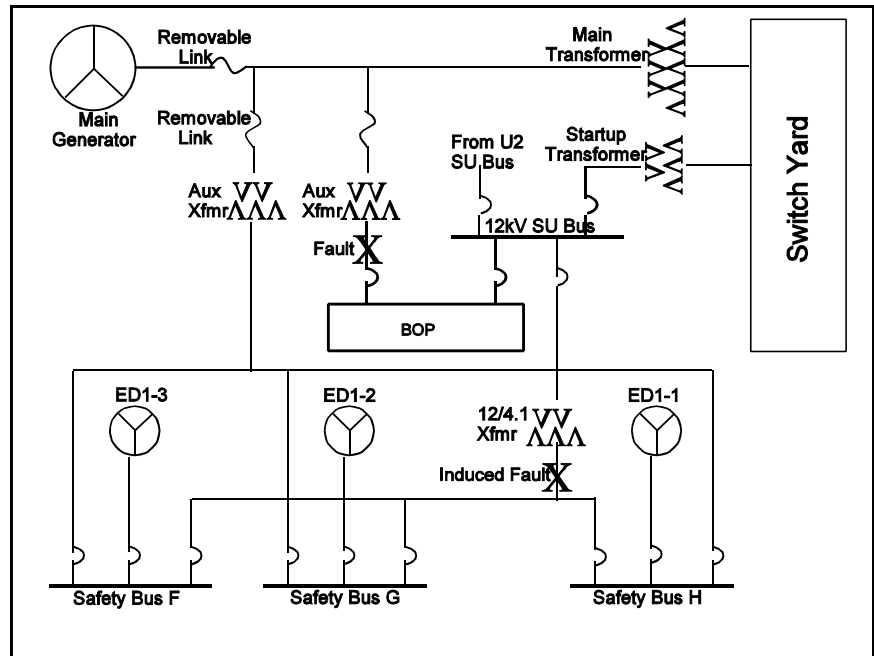 Removable
Link
Main
Transformer
Main
Generator
Removable
Link
From U2
SU Bus
Startup
Transformer
Switch Yard
Aux
Xfmr
Aux
Xfmr
12kV SU Bus
Fault
X
BOP
ED1-3
ED1-2
ED1-1
12/4.1
Xfmr
Induced Fault
X
Safety Bus F
Safety Bus G
Safety Bus H